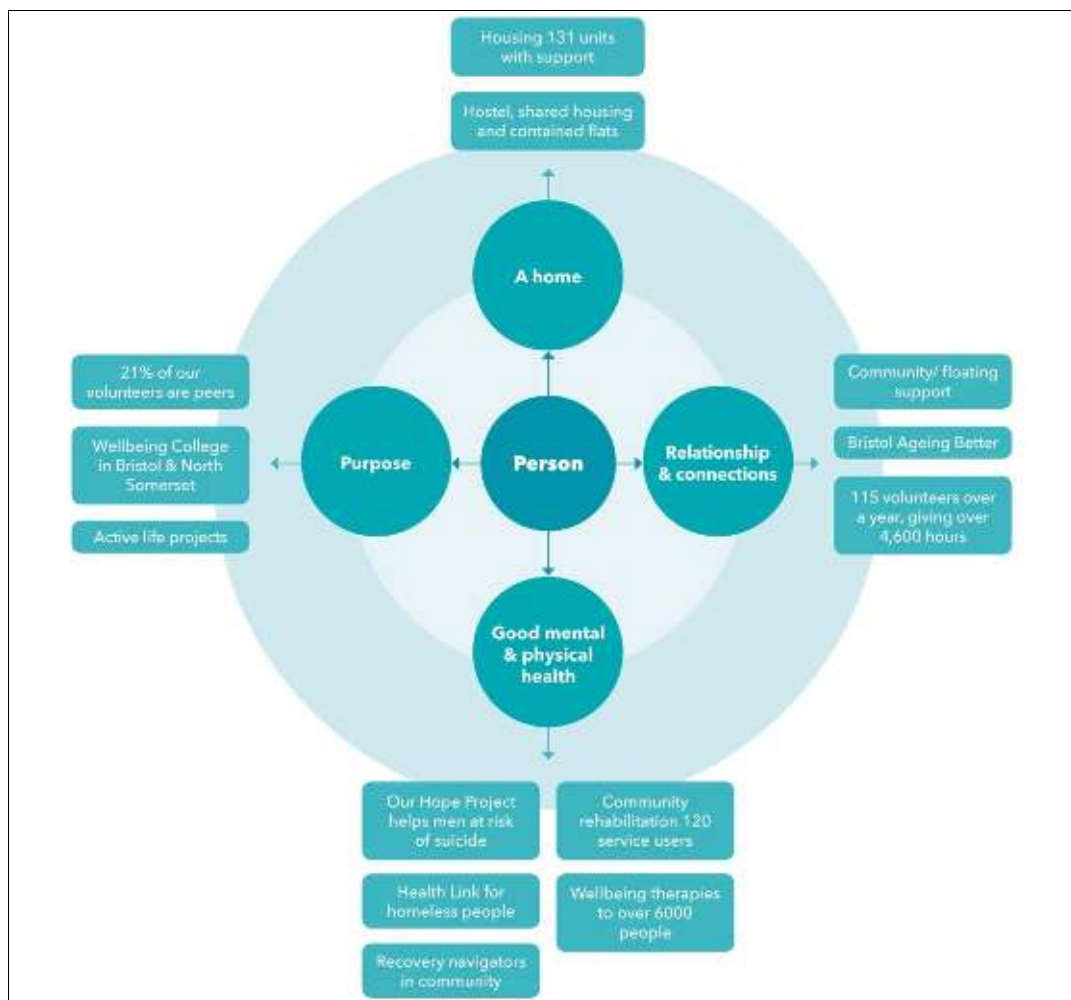 Housing 131 units
with support
Hostel, shared housing
and contained flats
A home
21% of our
volunteers are peers
Wellbeing College
in Bristol & North
Somerset
Active life projects
Purpose
Person
Relationship
& connections
Community/ floating
support
Bristol Ageing Better
115 volunteers over
a year, giving over
4,600 hours
Good mental
& physical
health
Our Hope Project
helps men at risk
of suicide
Health Link for
homeless people
Recovery navigators
in community
Community
rehabilitation 120
service users
Wellbeing therapies
to over 6000
people